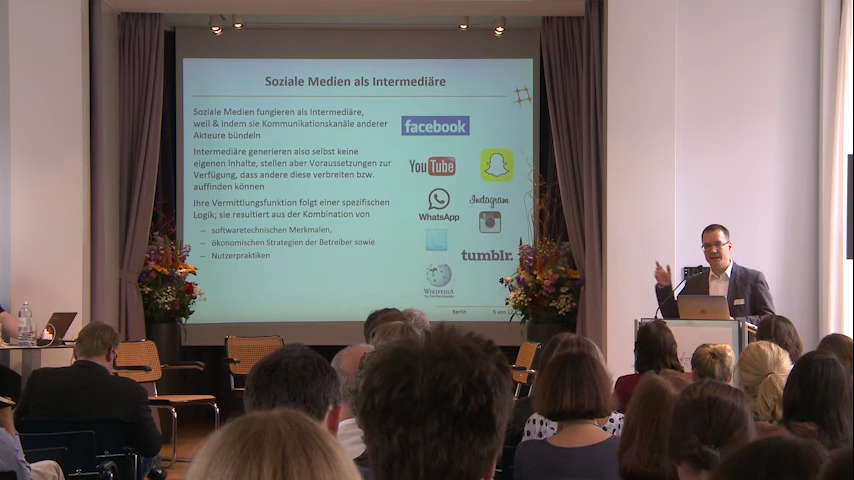 Soziale Medien als Intermediäre
Soziale Medien fungieren als Intermediäre,
weil & indem sie Kommunikationskanäle anderer
Akteure bündeln
Intermediäre generieren also selbst keine
eigenen Inhalte, stellen aber Voraussetzungen zur
Verfügung, dass andere diese verbreiten bzw.
auffinden können
Ihre Vermittlungsfunktion folgt einer spezifischen
Logik; sie resultiert aus der Kombination von
– softwaretechnischen Merkmalen,
– ökonomischen Strategien der Betreiber sowie
– Nutzerpraktiken
facebook
YouTube
WhatsApp
Instagram
tumblr.
WIKIPEDIA
Berlin
5 von 12